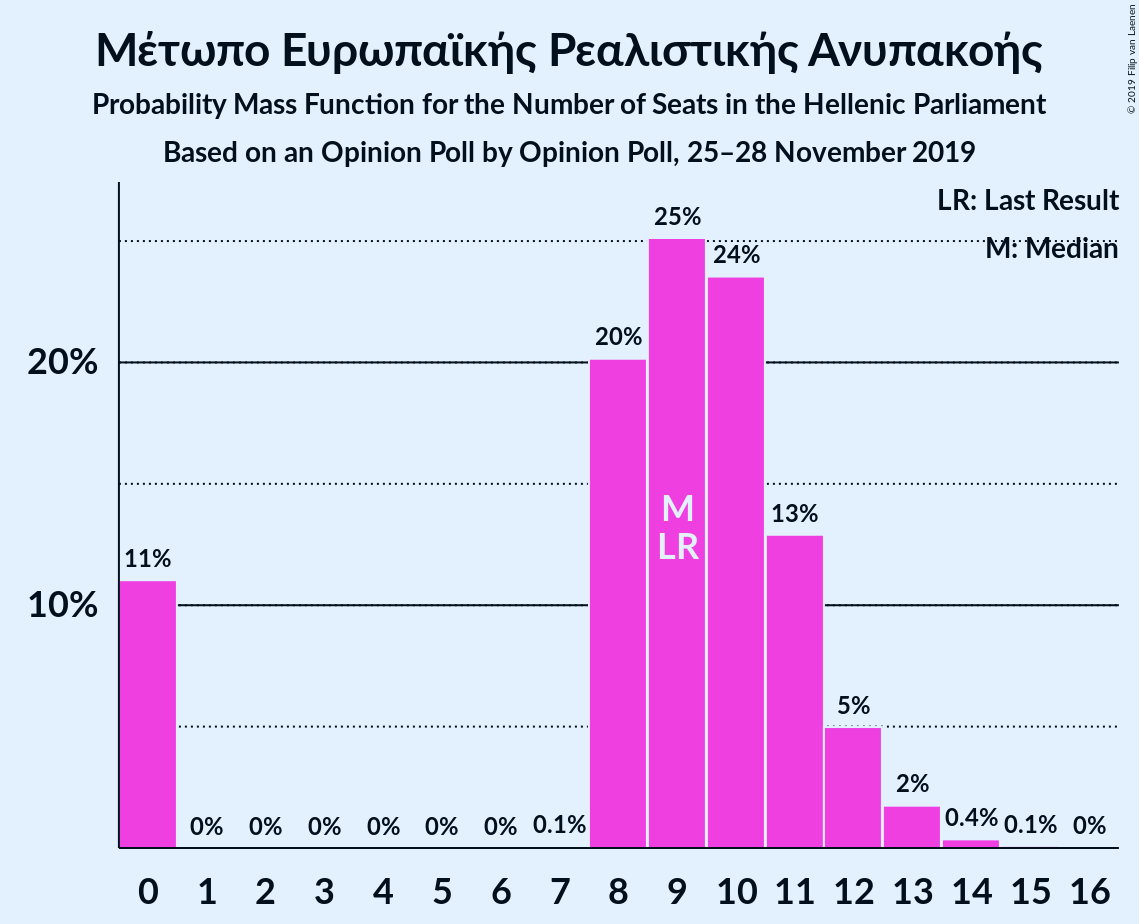 Μέτωπο Ευρωπαϊκής Ρεαλιστικής Ανυπακοής
Probability Mass Function for the Number of Seats in the Hellenic Parliament
Based on an Opinion Poll by Opinion Poll, 25–28 November 2019
© 2019 Filip van Laenen
LR: Last Result
M: Median
25%
24%
20%
20%
M
LR
13%
11%
10%
5%
2%
0% 0% 0% 0% 0% 0% 0.1% 0.4% 0.1% 0%
0 1 2 3 4 5 6 7 8 9 10 11 12 13 14 15 16